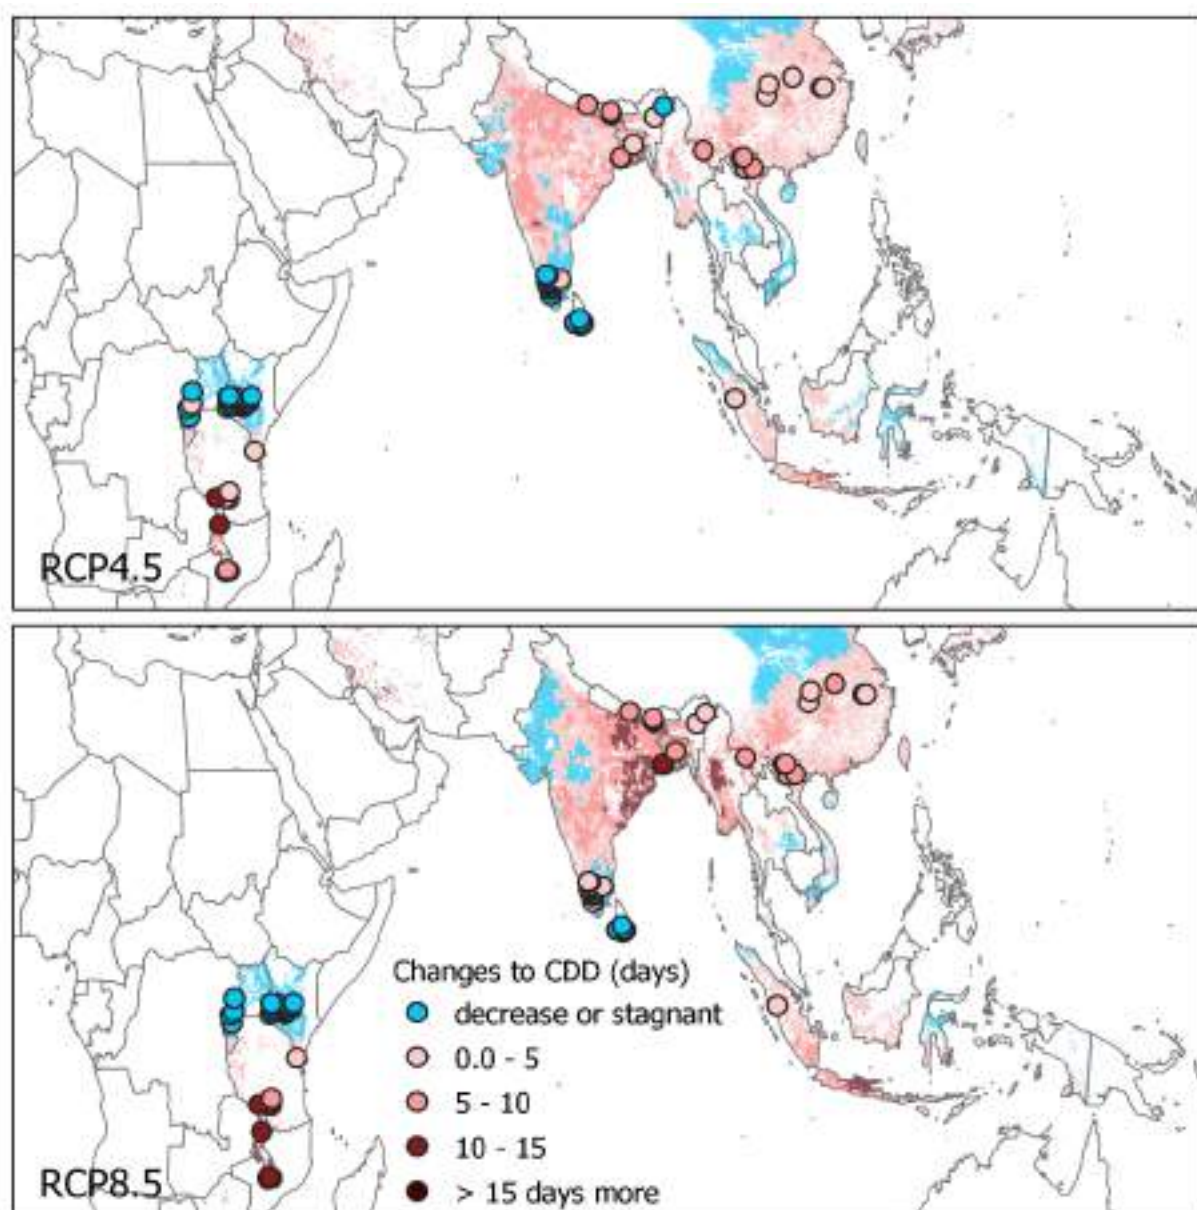 RCP4.5
Changes to CDD (days)
decrease or stagnant
0.0 - 5
5 - 10
10 - 15
> 15 days more
RCP8.5